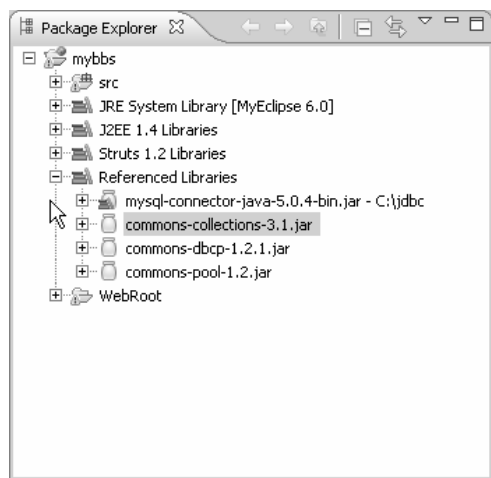 Package Explorer
mybbs
src
JRE System Library [MyEclipse 6.0]
J2EE 1.4 Libraries
Struts 1.2 Libraries
Referenced Libraries
mysql-connector-java-5.0.4-bin.jar - C:\jdbc
commons-collections-3.1.jar
commons-dbcp-1.2.1.jar
commons-pool-1.2.jar
WebRoot